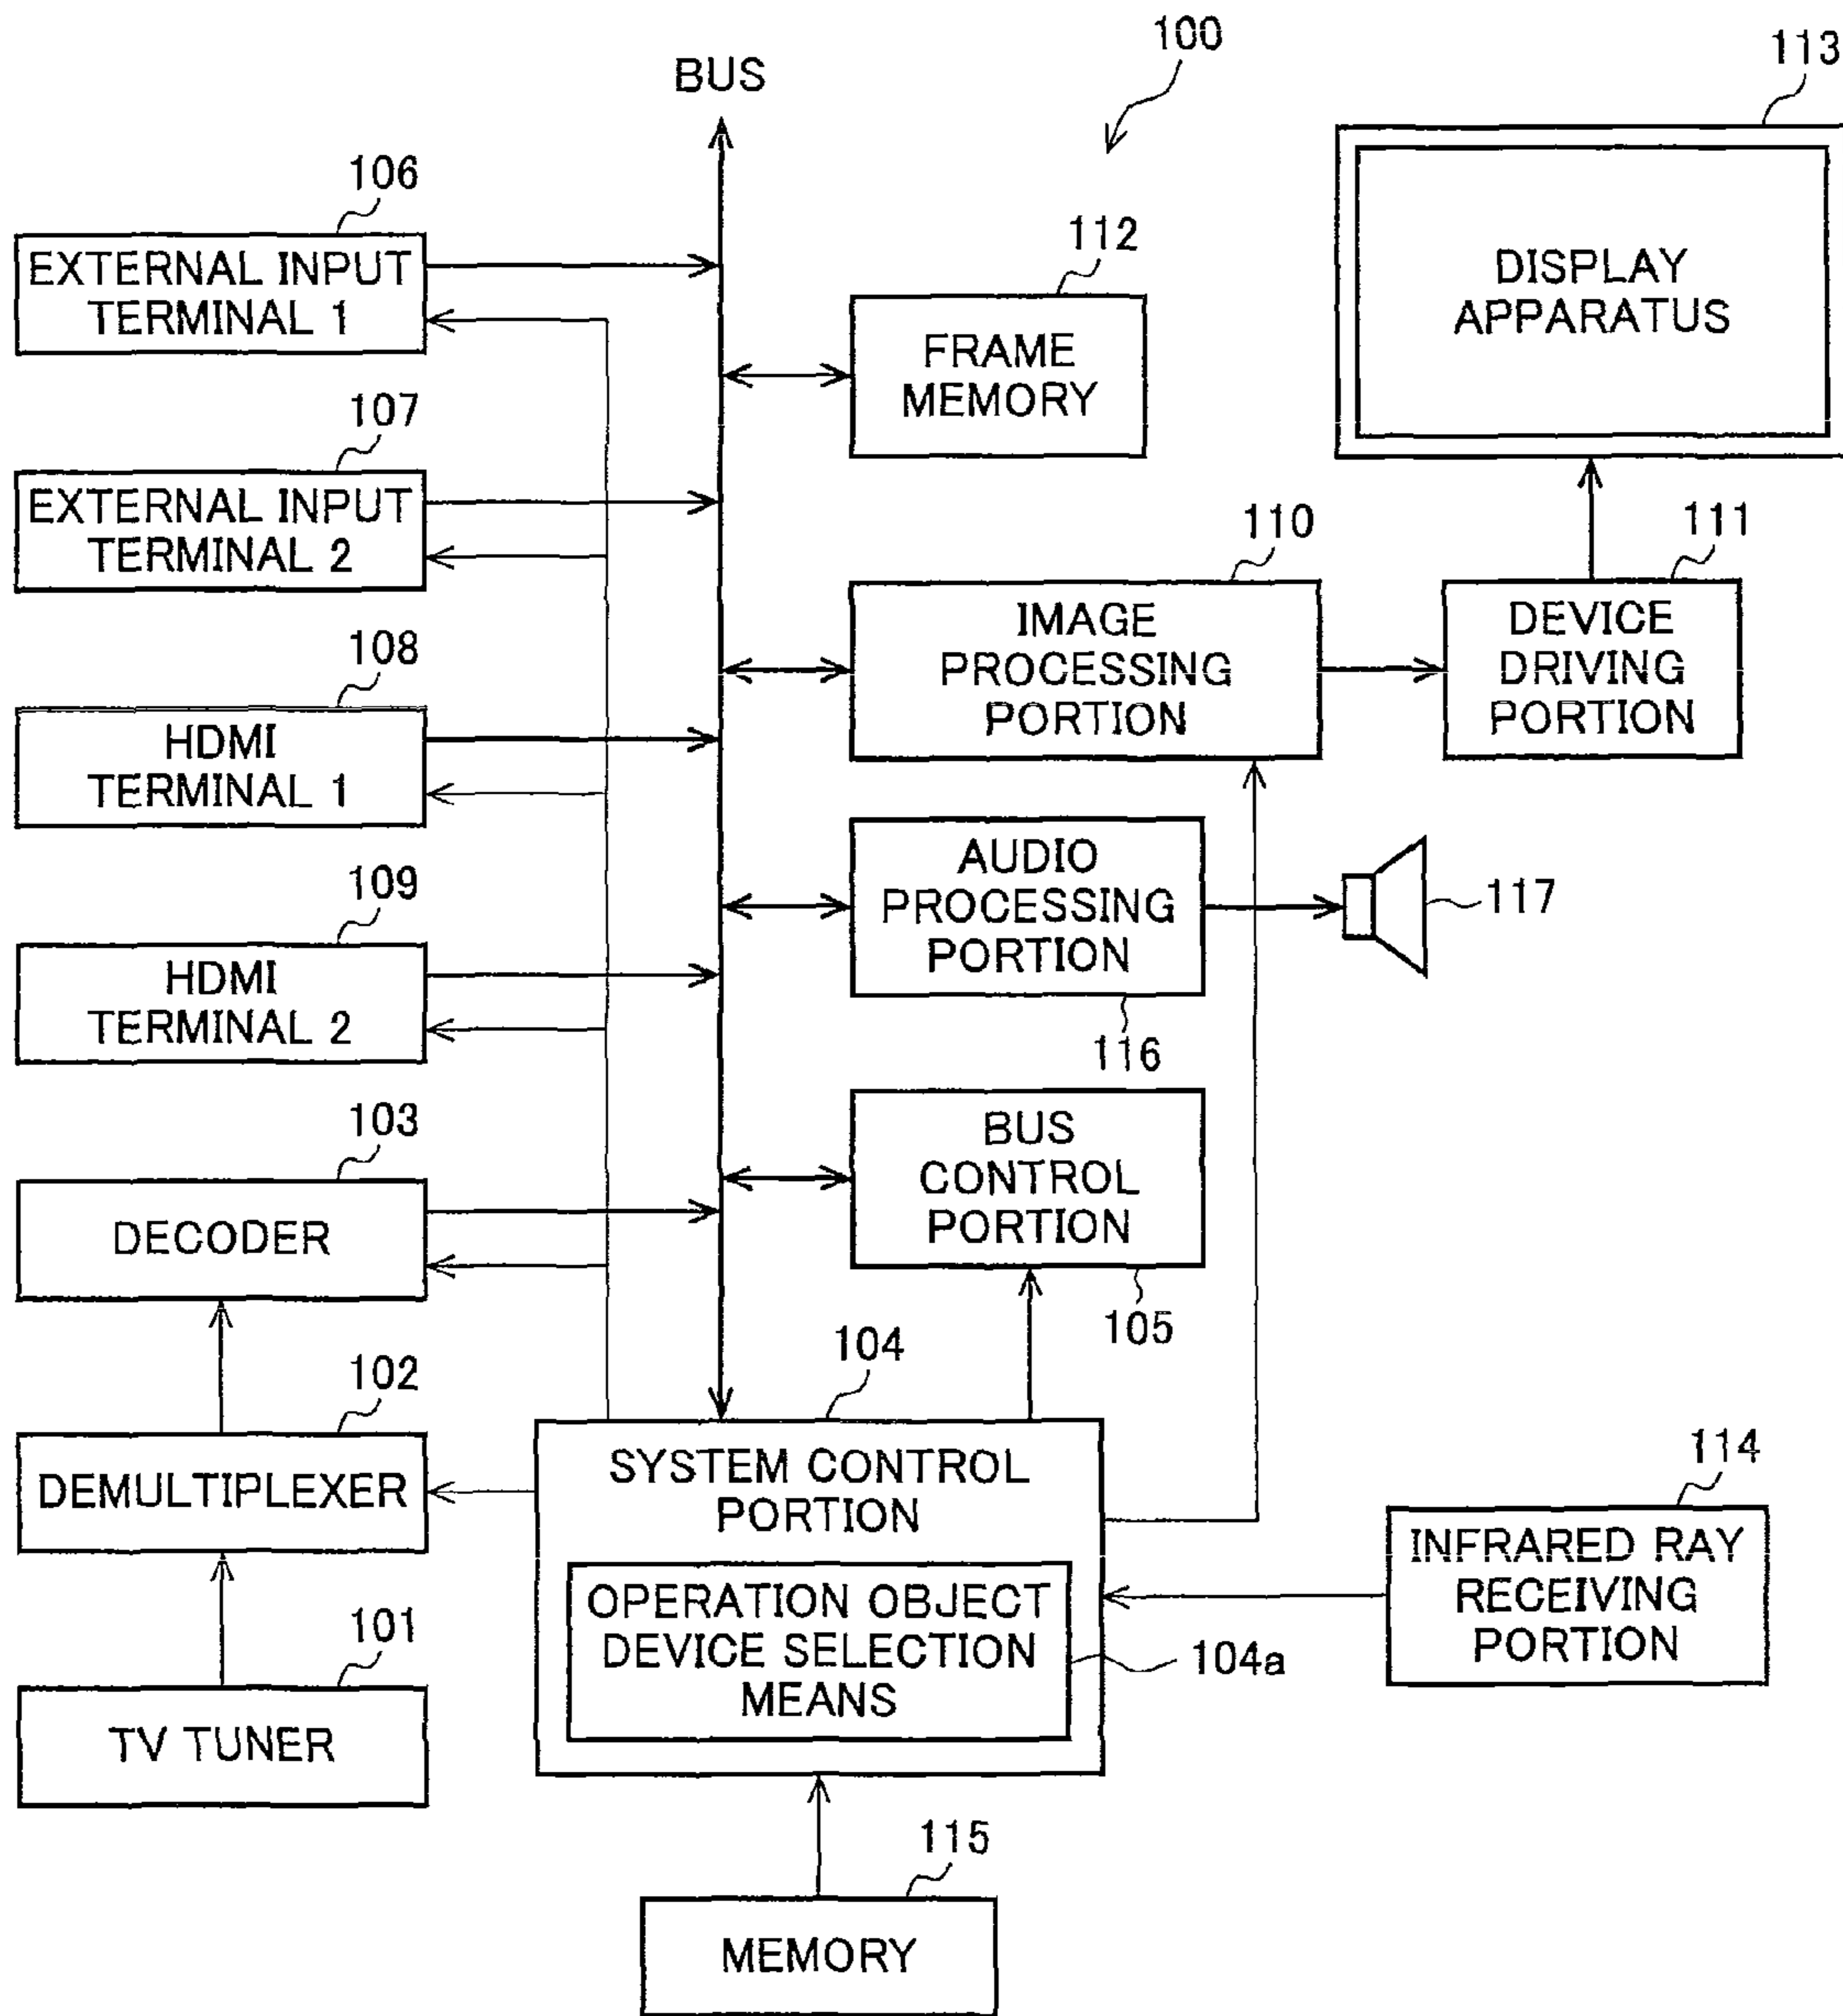 100
113
BUS
106
EXTERNAL INPUT
TERMINAL 1
112
FRAME
MEMORY
DISPLAY
APPARATUS
107
EXTERNAL INPUT
TERMINAL 2
110
IMAGE
PROCESSING
PORTION
111
DEVICE
DRIVING
PORTION
108
HDMI
TERMINAL 1
AUDIO
PROCESSING
PORTION
116
117
109
HDMI
TERMINAL 2
BUS
CONTROL
PORTION
105
103
DECODER
104
SYSTEM CONTROL
PORTION
102
DEMULTIPLEXER
114
INFRARED RAY
RECEIVING
PORTION
OPERATION OBJECT
DEVICE SELECTION
MEANS
104a
101
TV TUNER
115
MEMORY